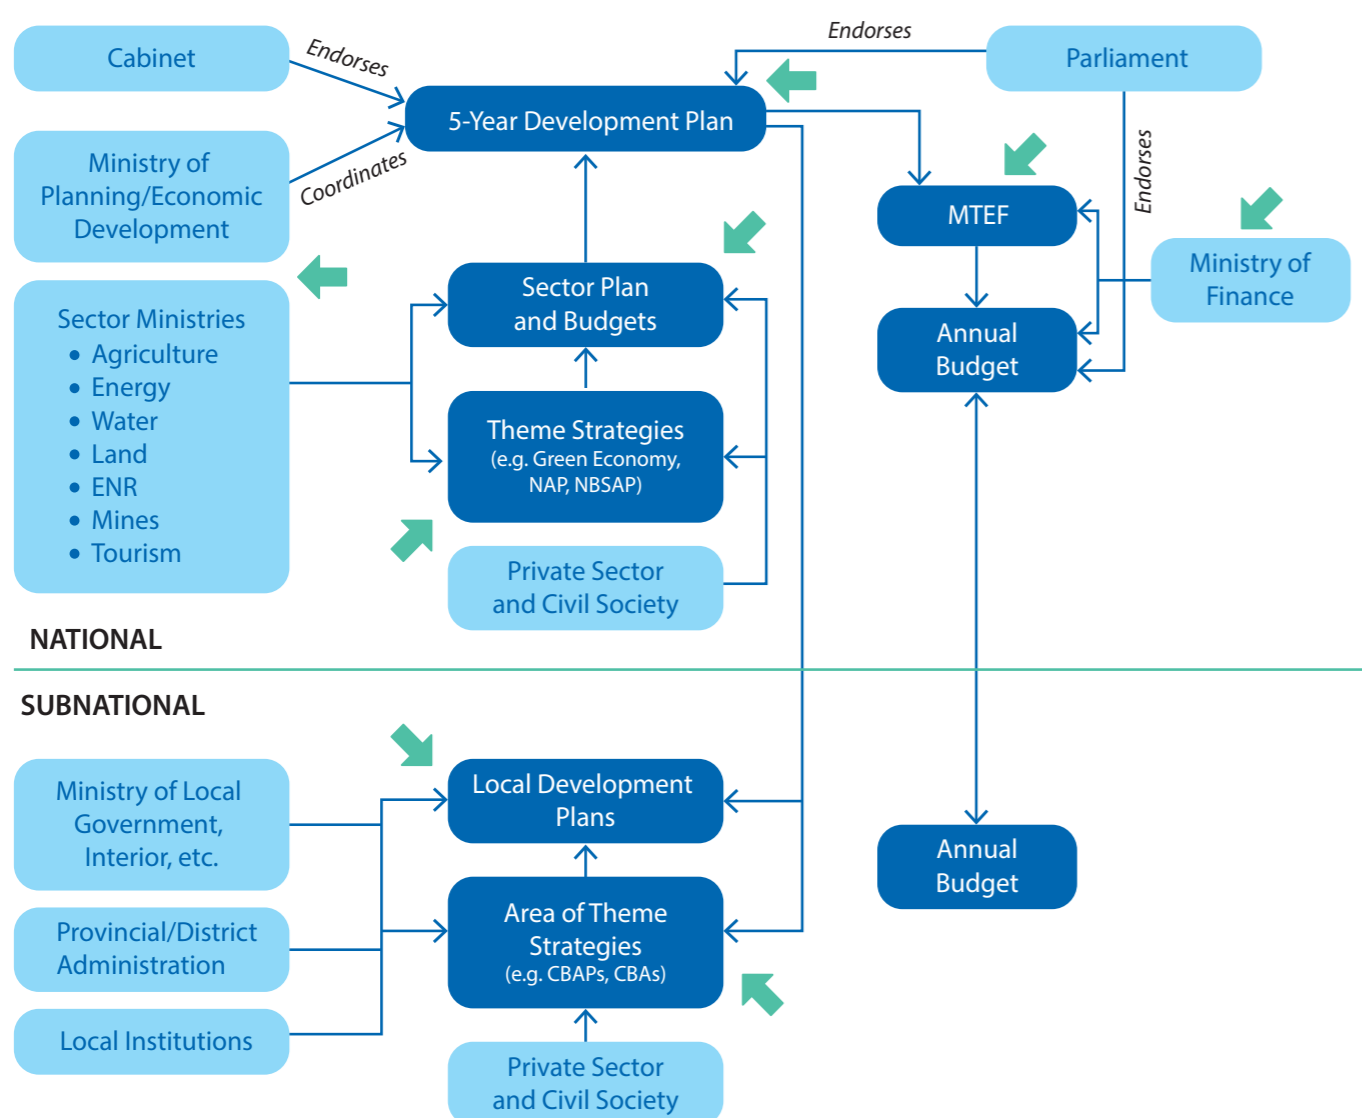 Cabinet
Endorses
Endorses
Parliament
5-Year Development Plan
Ministry of
Planning/Economic
Development
Coordinates
Endorses
MTEF
Ministry of
Finance
Sector Ministries
• Agriculture
• Energy
• Water
• Land
• ENR
• Mines
• Tourism
Sector Plan
and Budgets
Annual
Budget
Theme Strategies
(e.g. Green Economy,
NAP, NBSAP)
Private Sector
and Civil Society
NATIONAL
SUBNATIONAL
Ministry of Local
Government,
Interior, etc.
Local Development
Plans
Annual
Budget
Provincial/District
Administration
Area of Theme
Strategies
(e.g. CBAPs, CBAs)
Local Institutions
Private Sector
and Civil Society